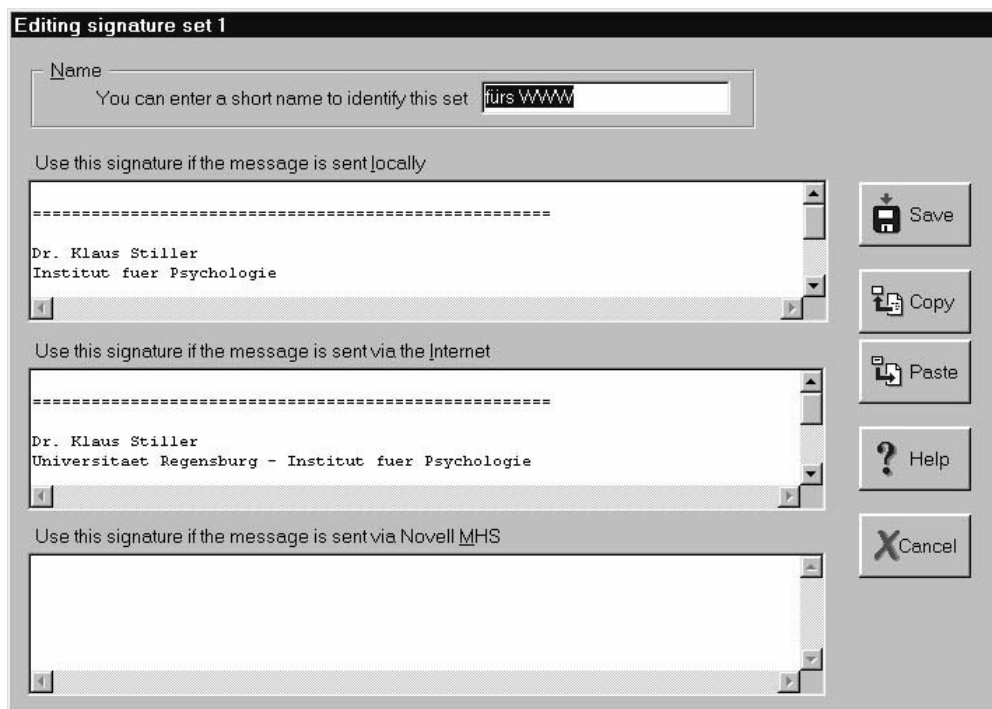 Editing signature set 1
Name
You can enter a short name to identify this set fürs WWW
Use this signature if the message is sent locally
=====================================================
Dr. Klaus Stiller
Institut fuer Psychologie
Save
Copy
Use this signature if the message is sent via the Internet
=====================================================
Dr. Klaus Stiller
Universitaet Regensburg - Institut fuer Psychologie
Paste
Help
Use this signature if the message is sent via Novell MHS
Cancel